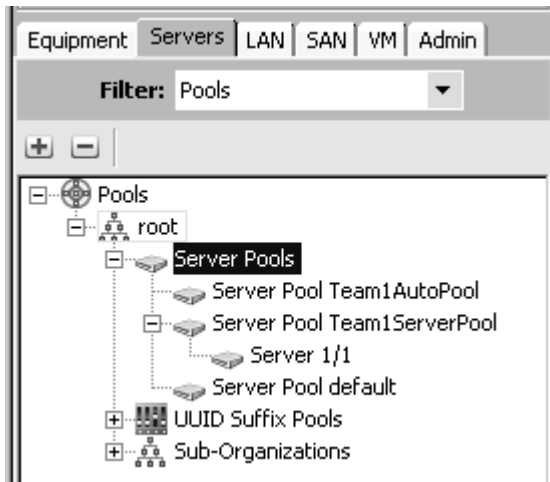 Equipment Servers LAN SAN VM Admin
Filter: Pools
Pools
root
Server Pools
Server Pool Team1AutoPool
Server Pool Team1ServerPool
Server 1/1
Server Pool default
UUID Suffix Pools
Sub-Organizations